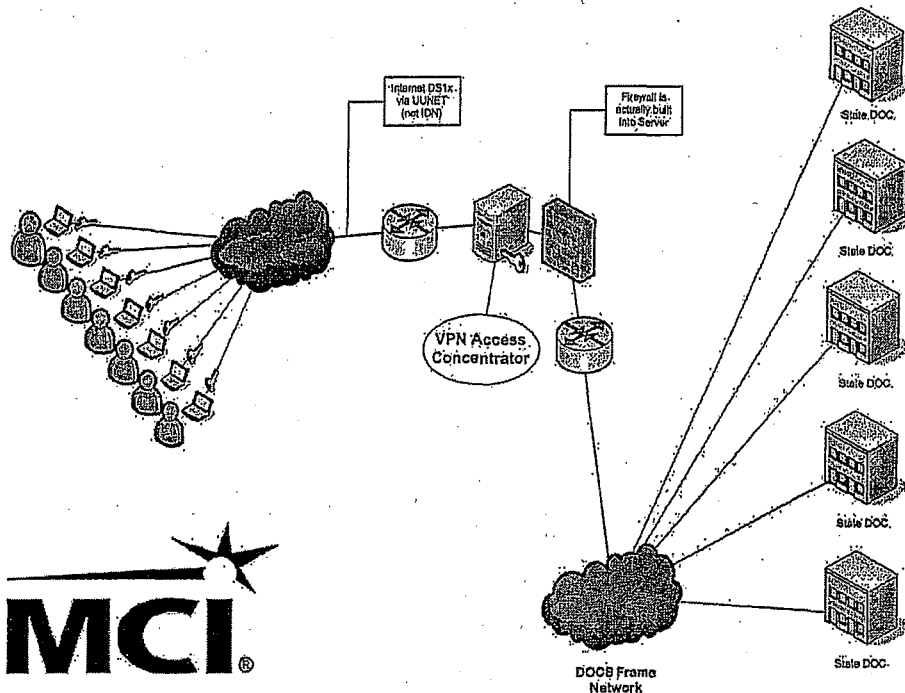 Internet DS1x
via UUNET
(not IDN)
Firewall is
actually built
into Server
State DOC.
State DOC.
VPN Access
Concentrator
State DOC.
State DOC.
State DOC.
MCI®
DOCS Frame
Network